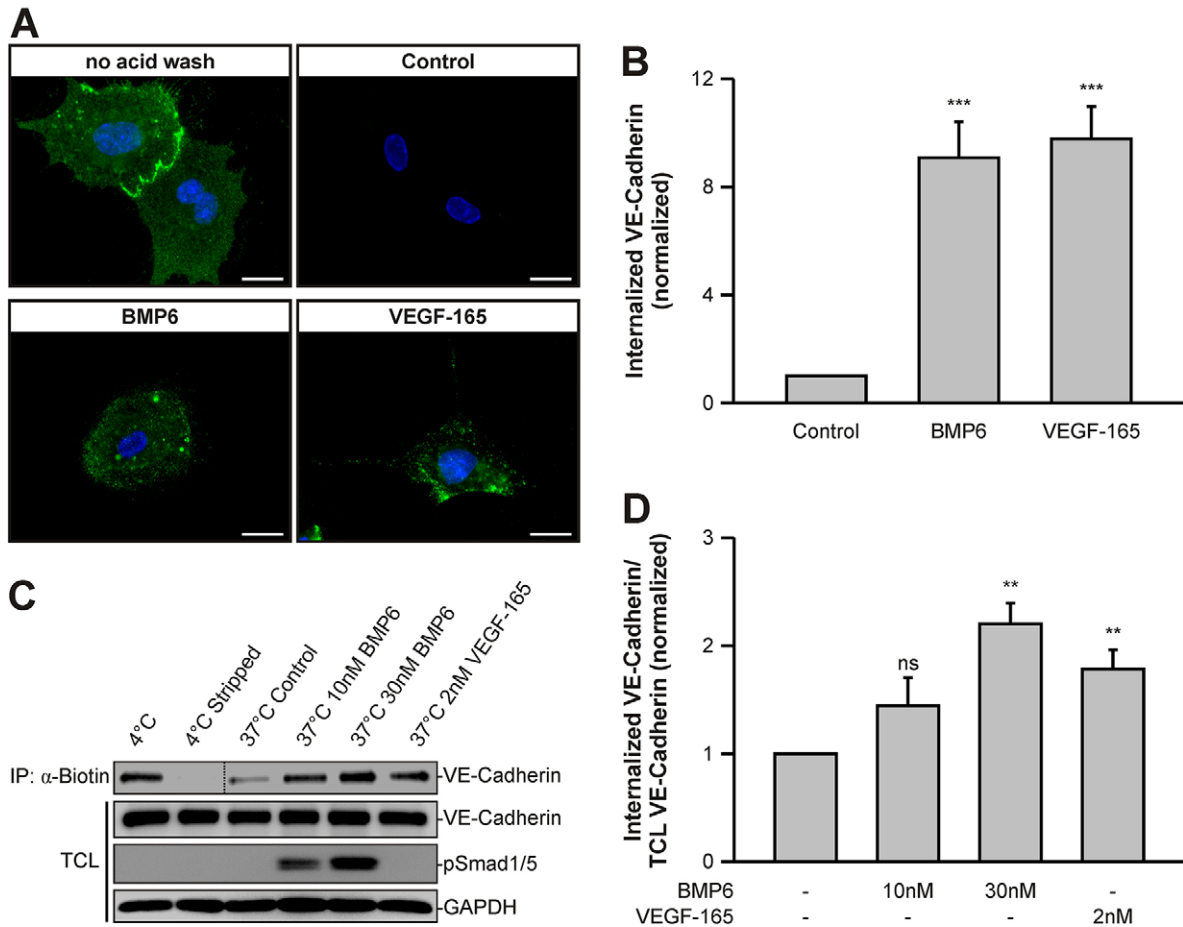 A
no acid wash
Control
BMP6
VEGF-165
B
Internalized VE-Cadherin
(normalized)
12
8
4
0
***
***
Control
BMP6
VEGF-165
C
4°C
4°C Stripped
37°C Control
37°C 10nM BMP6
37°C 30nM BMP6
37°C 2nM VEGF-165
IP: α-Biotin
-VE-Cadherin
-VE-Cadherin
TCL
-pSmad1/5
-GAPDH
D
Internalized VE-Cadherin/
TCL VE-Cadherin (normalized)
3
2
1
0
ns
**
**
BMP6 - 10nM 30nM -
VEGF-165 - - - 2nM